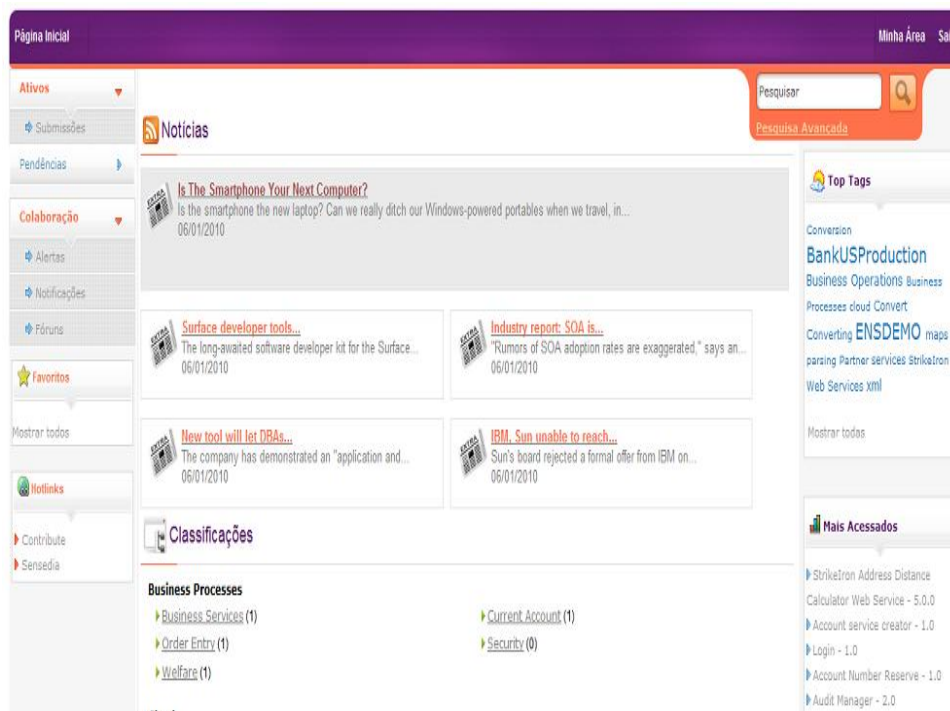 Página Inicial
Minha Área
Ativos
Submissões
Pendências
Colaboração
Alertas
Notificações
Fóruns
Favoritos
Mostrar todos
Hotlinks
Contribute
Sensedia
Pesquisar
Pesquisa Avançada
Notícias
EXTRA
Is The Smartphone Your Next Computer?
Is the smartphone the new laptop? Can we really ditch our Windows-powered portables when we travel, in...
06/01/2010
EXTRA
Surface developer tools...
The long-awaited software developer kit for the Surface...
06/01/2010
EXTRA
Industry report: SOA is...
"Rumors of SOA adoption rates are exaggerated," says an...
06/01/2010
EXTRA
New tool will let DBAs...
The company has demonstrated an "application and...
06/01/2010
EXTRA
IBM, Sun unable to reach...
Sun's board rejected a formal offer from IBM on...
06/01/2010
Classificações
Business Processes
Business Services (1)
Current Account (1)
Order Entry (1)
Security (0)
Welfare (1)
Top Tags
Conversion
BankUSProduction
Business Operations Business
Processes cloud Convert
Converting ENSDEMO maps
parsing Partner services StrikeIron
Web Services xml
Mostrar todas
Mais Acessados
StrikeIron Address Distance
Calculator Web Service - 5.0.0
Account service creator - 1.0
Login - 1.0
Account Number Reserve - 1.0
Audit Manager - 2.0